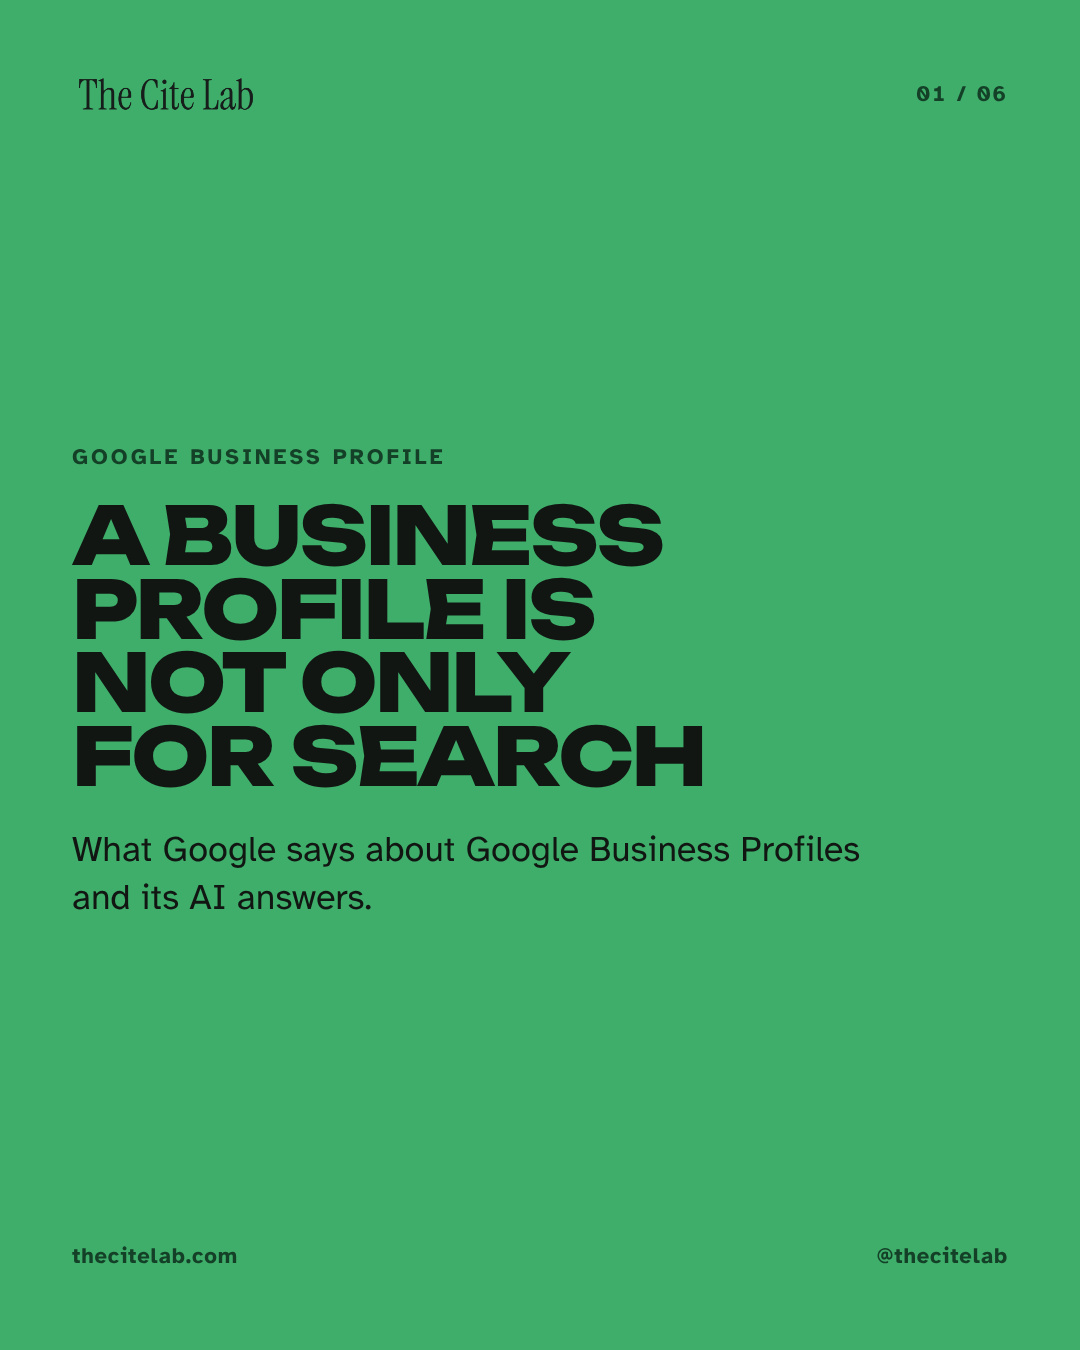 The Cite Lab
01 / 06
GOOGLE BUSINESS PROFILE
A BUSINESS
PROFILE IS
NOT ONLY
FOR SEARCH
What Google says about Google Business Profiles
and its AI answers.
thecitelab.com
@thecitelab